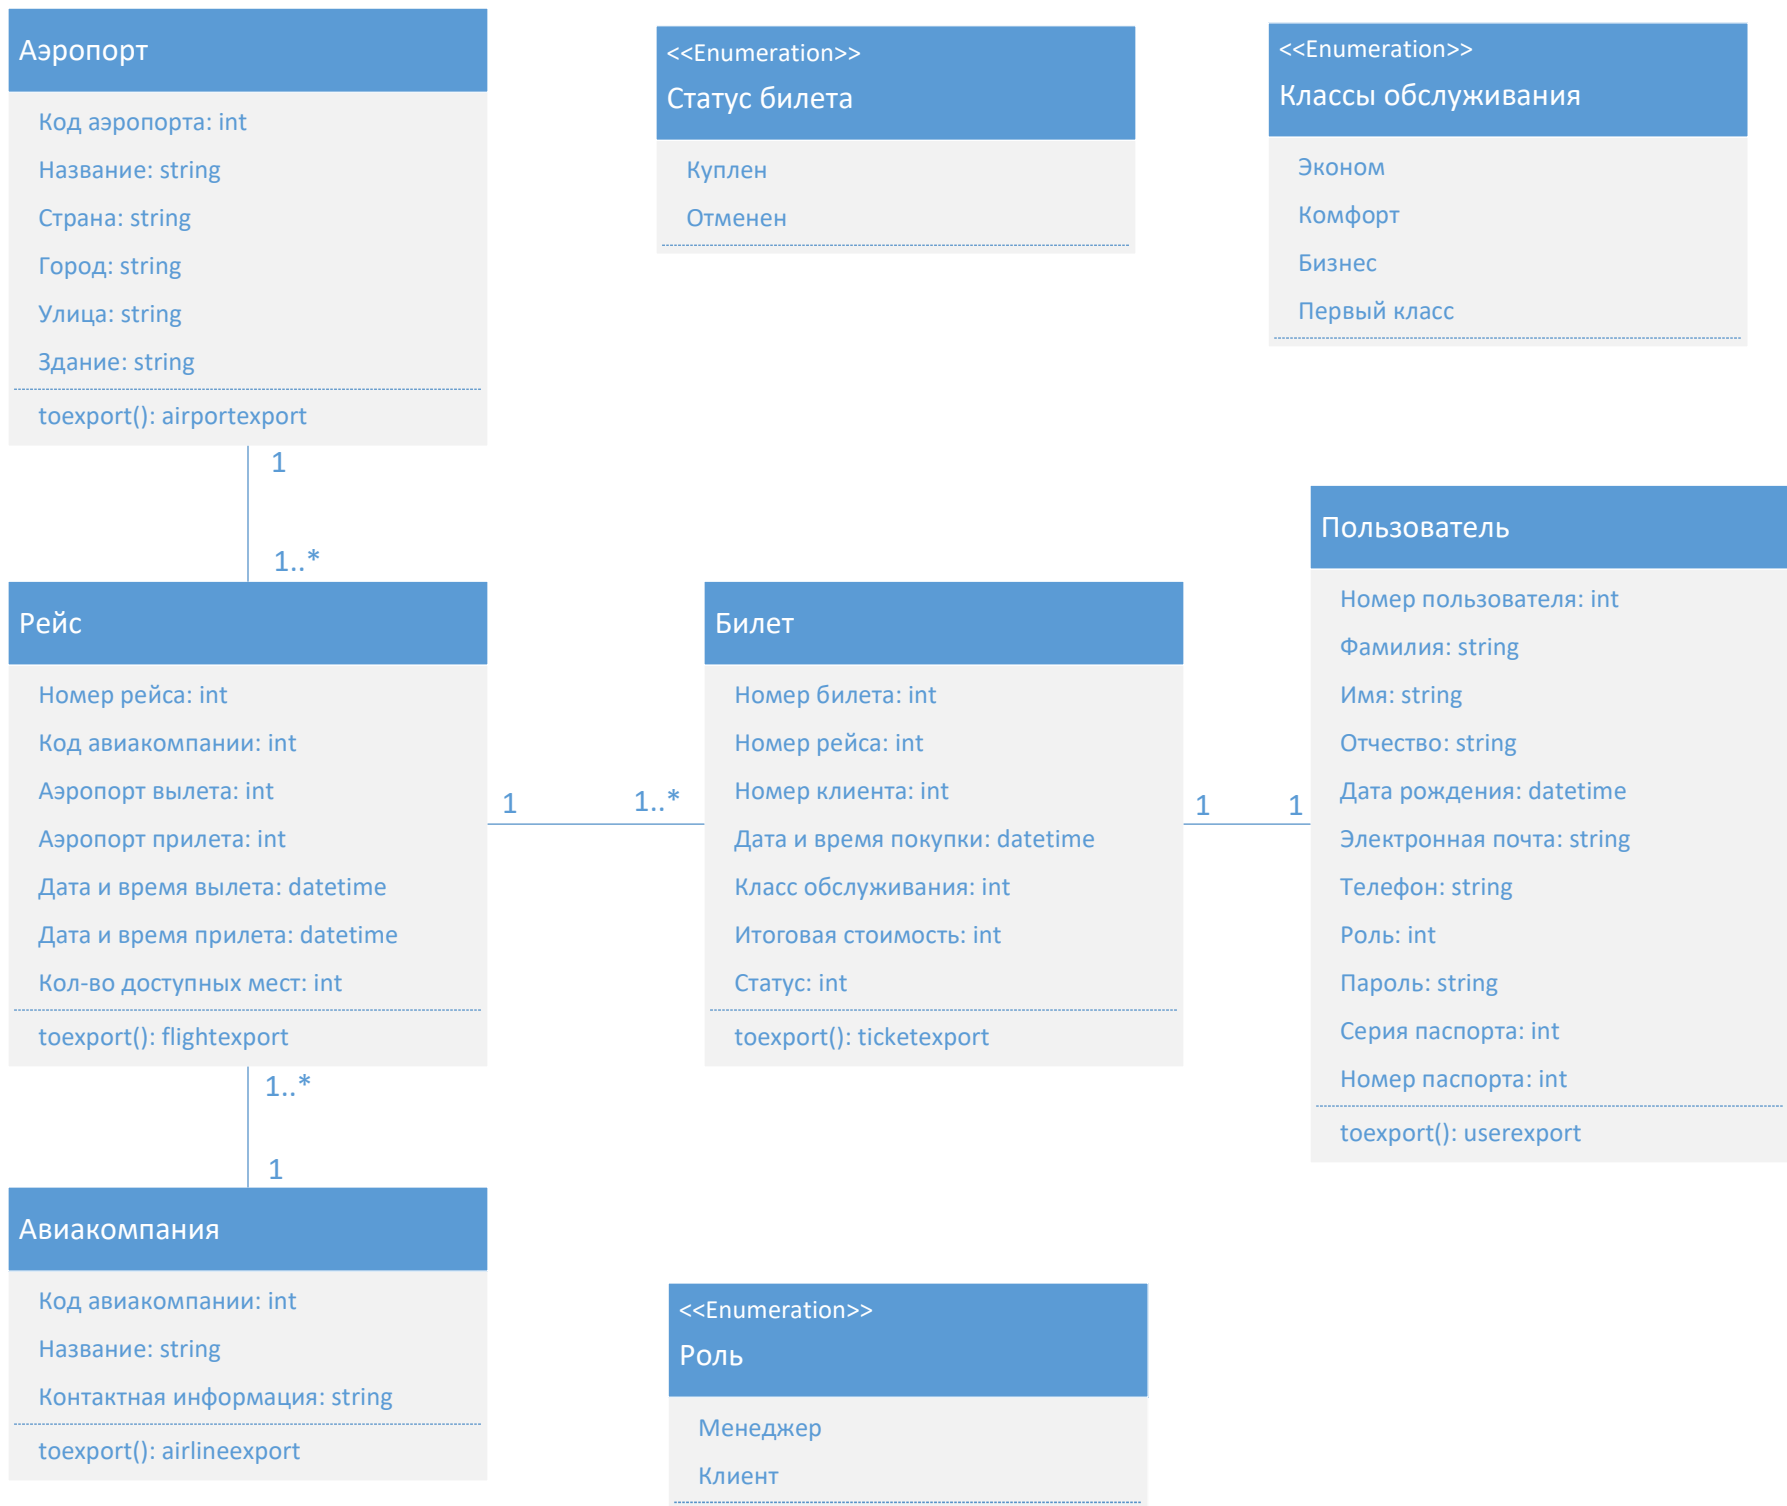 Аэропорт
Код аэропорта: int
Название: string
Страна: string
Город: string
Улица: string
Здание: string
toexport(): airportexport
<<Enumeration>>
Статус билета
Куплен
Отменен
<<Enumeration>>
Классы обслуживания
Эконом
Комфорт
Бизнес
Первый класс
1
1..*
Рейс
Номер рейса: int
Код авиакомпании: int
Аэропорт вылета: int
Аэропорт прилета: int
Дата и время вылета: datetime
Дата и время прилета: datetime
Кол-во доступных мест: int
toexport(): flightexport
1
1..*
Билет
Номер билета: int
Номер рейса: int
Номер клиента: int
Дата и время покупки: datetime
Класс обслуживания: int
Итоговая стоимость: int
Статус: int
toexport(): ticketexport
1
1
Пользователь
Номер пользователя: int
Фамилия: string
Имя: string
Отчество: string
Дата рождения: datetime
Электронная почта: string
Телефон: string
Роль: int
Пароль: string
Серия паспорта: int
Номер паспорта: int
toexport(): userexport
1..*
1
Авиакомпания
Код авиакомпании: int
Название: string
Контактная информация: string
toexport(): airlineexport
<<Enumeration>>
Роль
Менеджер
Клиент